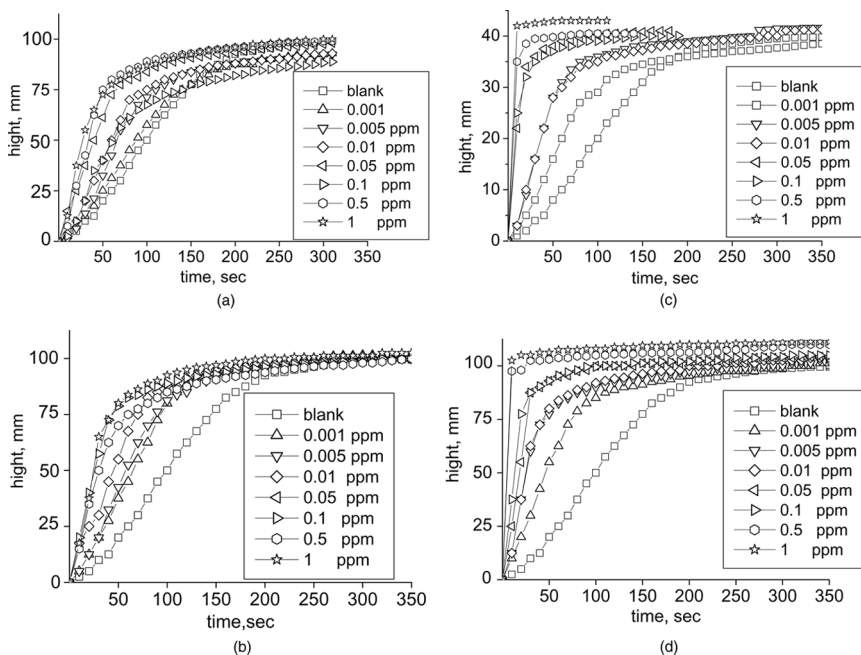 (a)
hight, mm
100
75
50
25
0
50 100 150 200 250 300 350
time, sec
blank
0.001
0.005 ppm
0.01 ppm
0.05 ppm
0.1 ppm
0.5 ppm
1 ppm
(a)
hight, mm
40
30
20
10
0
50 100 150 200 250 300 350
time, sec
blank
0.001 ppm
0.005 ppm
0.01 ppm
0.05 ppm
0.1 ppm
0.5 ppm
1 ppm
(c)
hight, mm
100
75
50
25
0
50 100 150 200 250 300 350
time,sec
blank
0.001 ppm
0.005 ppm
0.01 ppm
0.05 ppm
0.1 ppm
0.5 ppm
1 ppm
(b)
hight, mm
100
75
50
25
0
50 100 150 200 250 300 350
time, sec
blank
0.001 ppm
0.005 ppm
0.01 ppm
0.05 ppm
0.1 ppm
0.5 ppm
1 ppm
(d)